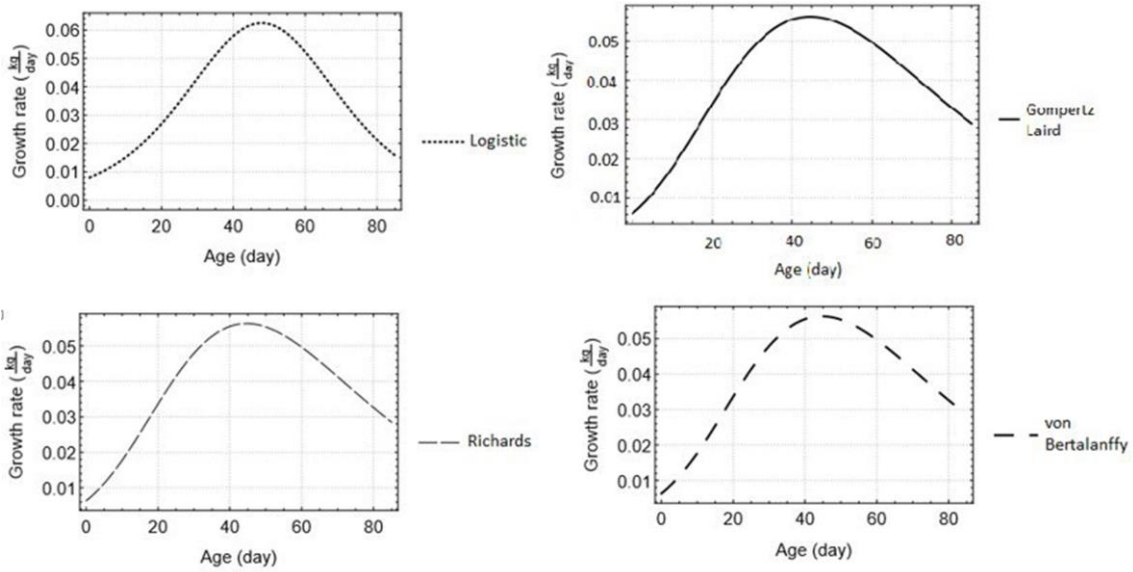 Growth rate (kg/day)
0.06
0.05
0.04
0.03
0.02
0.01
0.00
0 20 40 60 80
Age (day)
Logistic
Growth rate (kg/day)
0.05
0.04
0.03
0.02
0.01
20 40 60 80
Age (day)
Gompertz
Laird
)
Growth rate (kg/day)
0.05
0.04
0.03
0.02
0.01
0 20 40 60 80
Age (day)
Richards
Growth rate (kg/day)
0.05
0.04
0.03
0.02
0.01
0 20 40 60 80
Age (day)
von
Bertalanffy